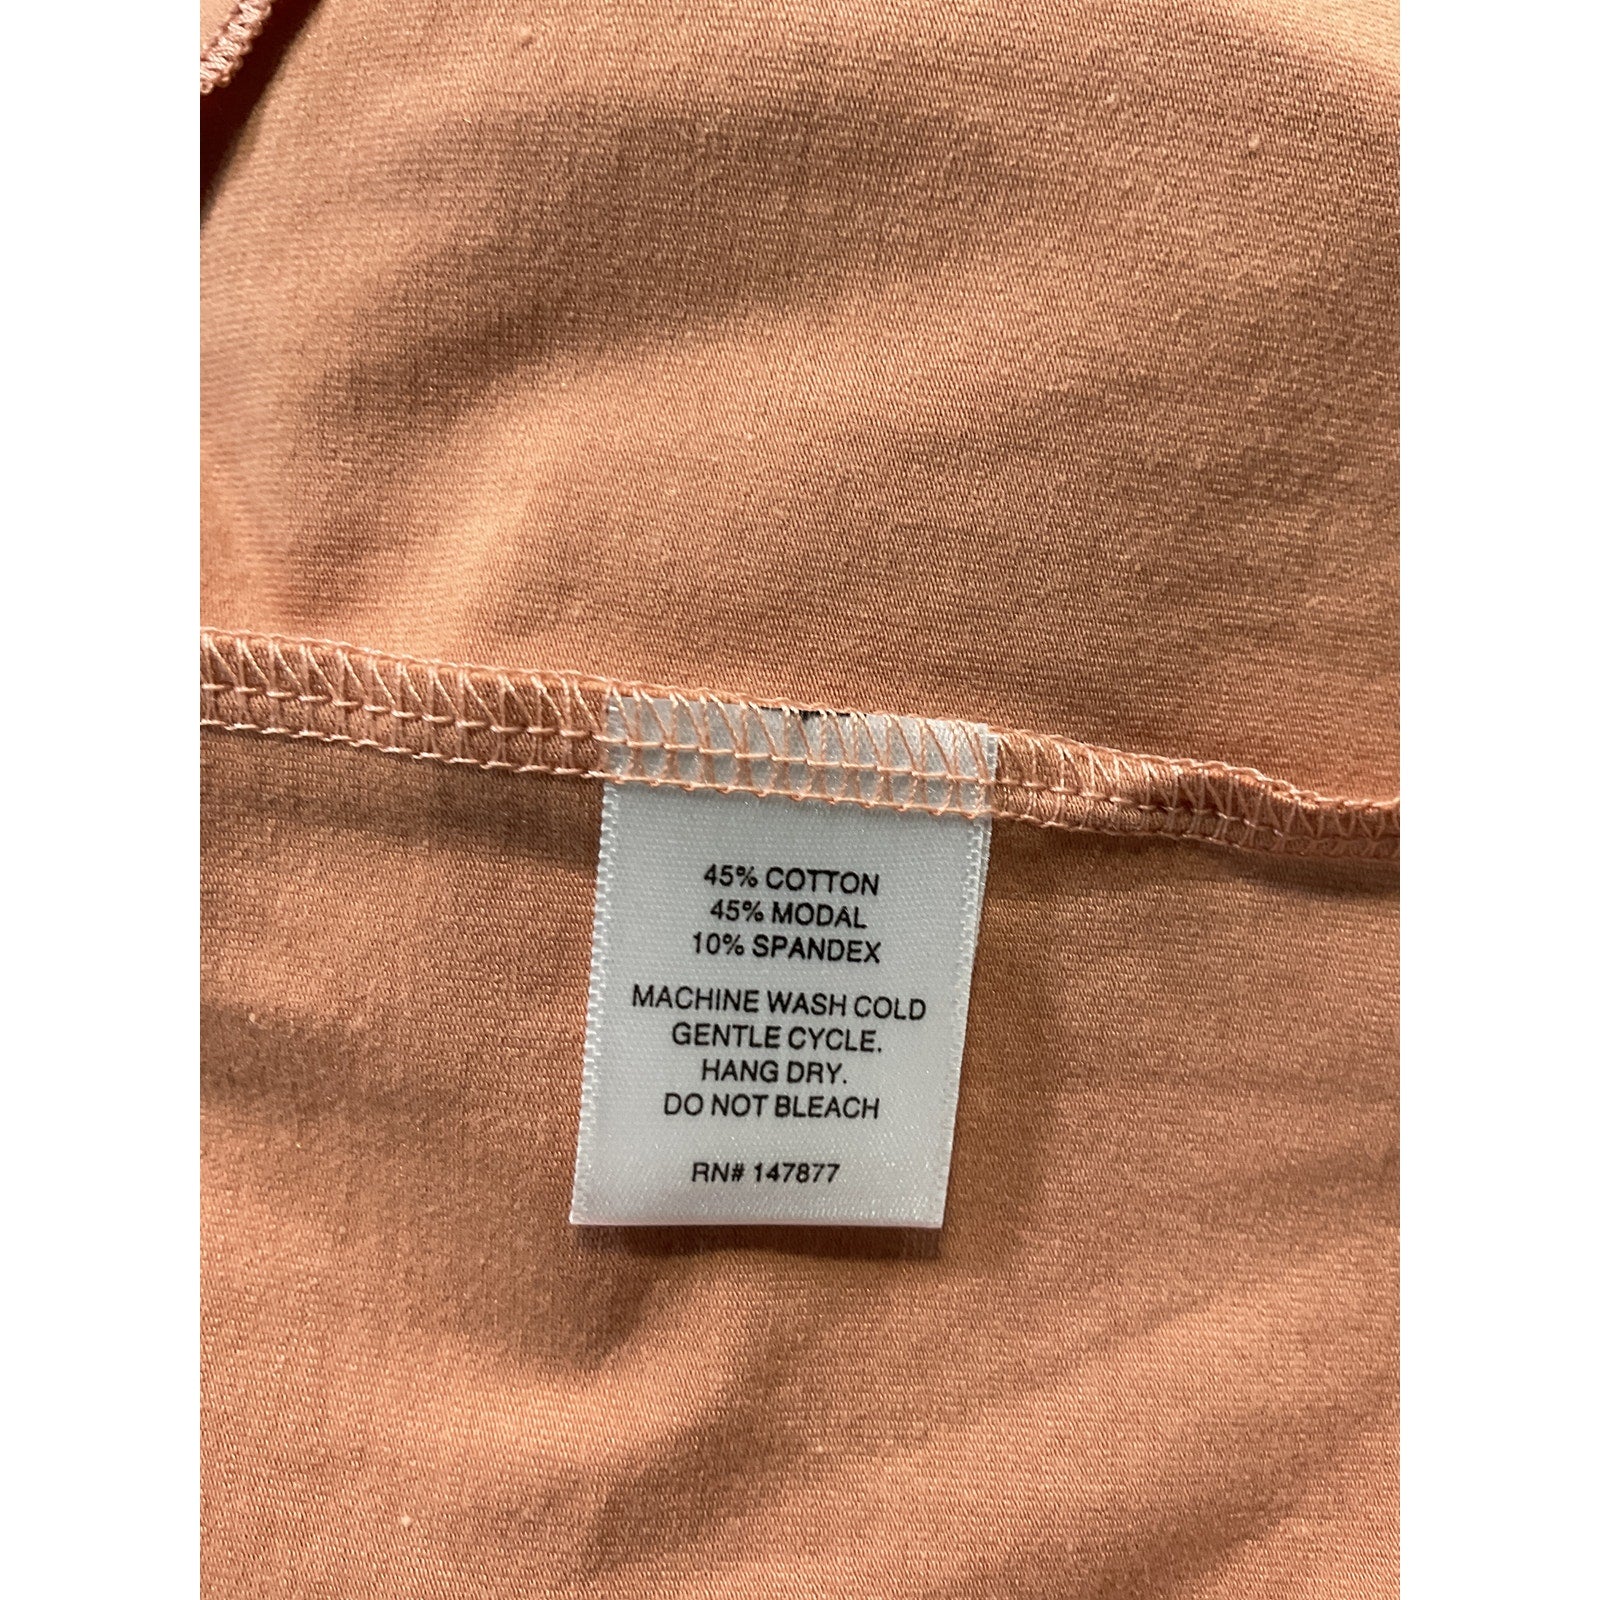 45% COTTON
45% MODAL
10% SPANDEX
MACHINE WASH COLD
GENTLE CYCLE.
HANG DRY.
DO NOT BLEACH
RN# 147877